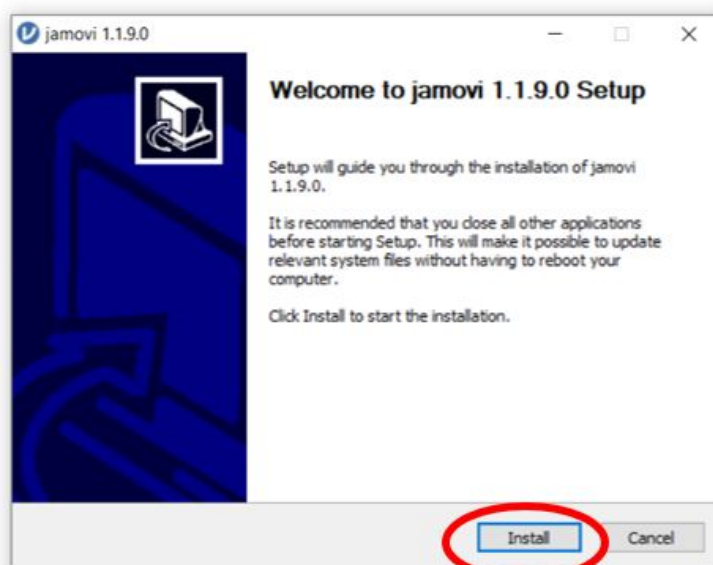 jamovi 1.1.9.0
Welcome to jamovi 1.1.9.0 Setup
Setup will guide you through the installation of jamovi
1.1.9.0.
It is recommended that you close all other applications
before starting Setup. This will make it possible to update
relevant system files without having to reboot your
computer.
Click Install to start the installation.
Install
Cancel